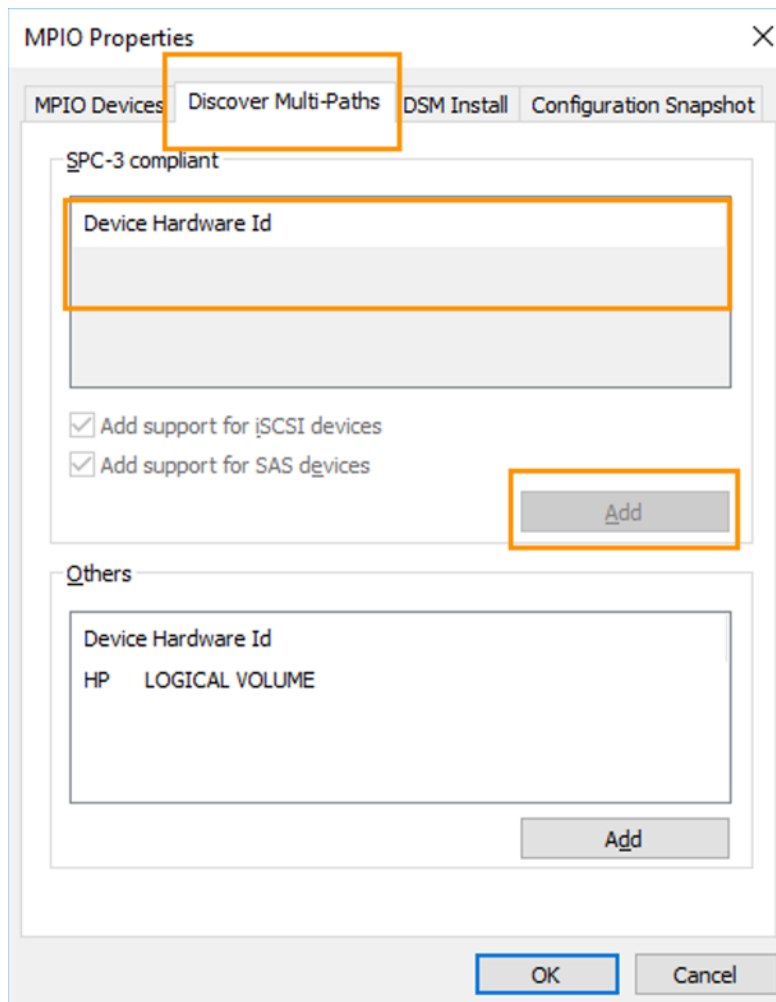 MPIO Properties
MPIO Devices Discover Multi-Paths DSM Install Configuration Snapshot
SPC-3 compliant
Device Hardware Id
Add support for iSCSI devices
Add support for SAS devices
Add
Others
Device Hardware Id
HP LOGICAL VOLUME
Add
OK Cancel